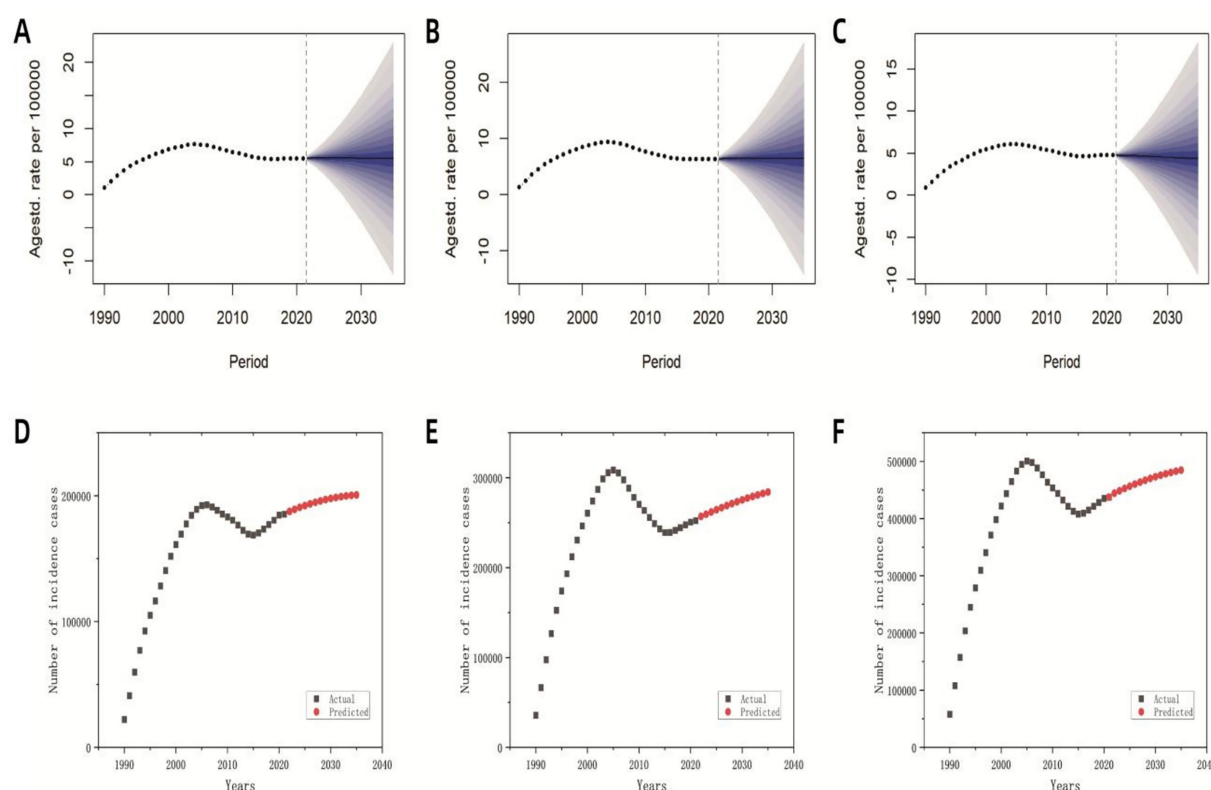 A
B
C
Agestd. rate per 100000
20
10
5
0
-10
1990
2000
2010
2020
2030
Period
Agestd. rate per 100000
20
10
0
-10
1990
2000
2010
2020
2030
Period
Agestd. rate per 100000
15
10
5
0
-5
-10
1990
2000
2010
2020
2030
Period
D
E
F
Number of incidence cases
200000
100000
0
1990
2000
2010
2020
2030
2040
Years
Actual
Predicted
Number of incidence cases
300000
200000
100000
0
1990
2000
2010
2020
2030
2040
Years
Actual
Predicted
Number of incidence cases
500000
400000
300000
200000
100000
0
1990
2000
2010
2020
2030
204
Years
Actual
Predicted